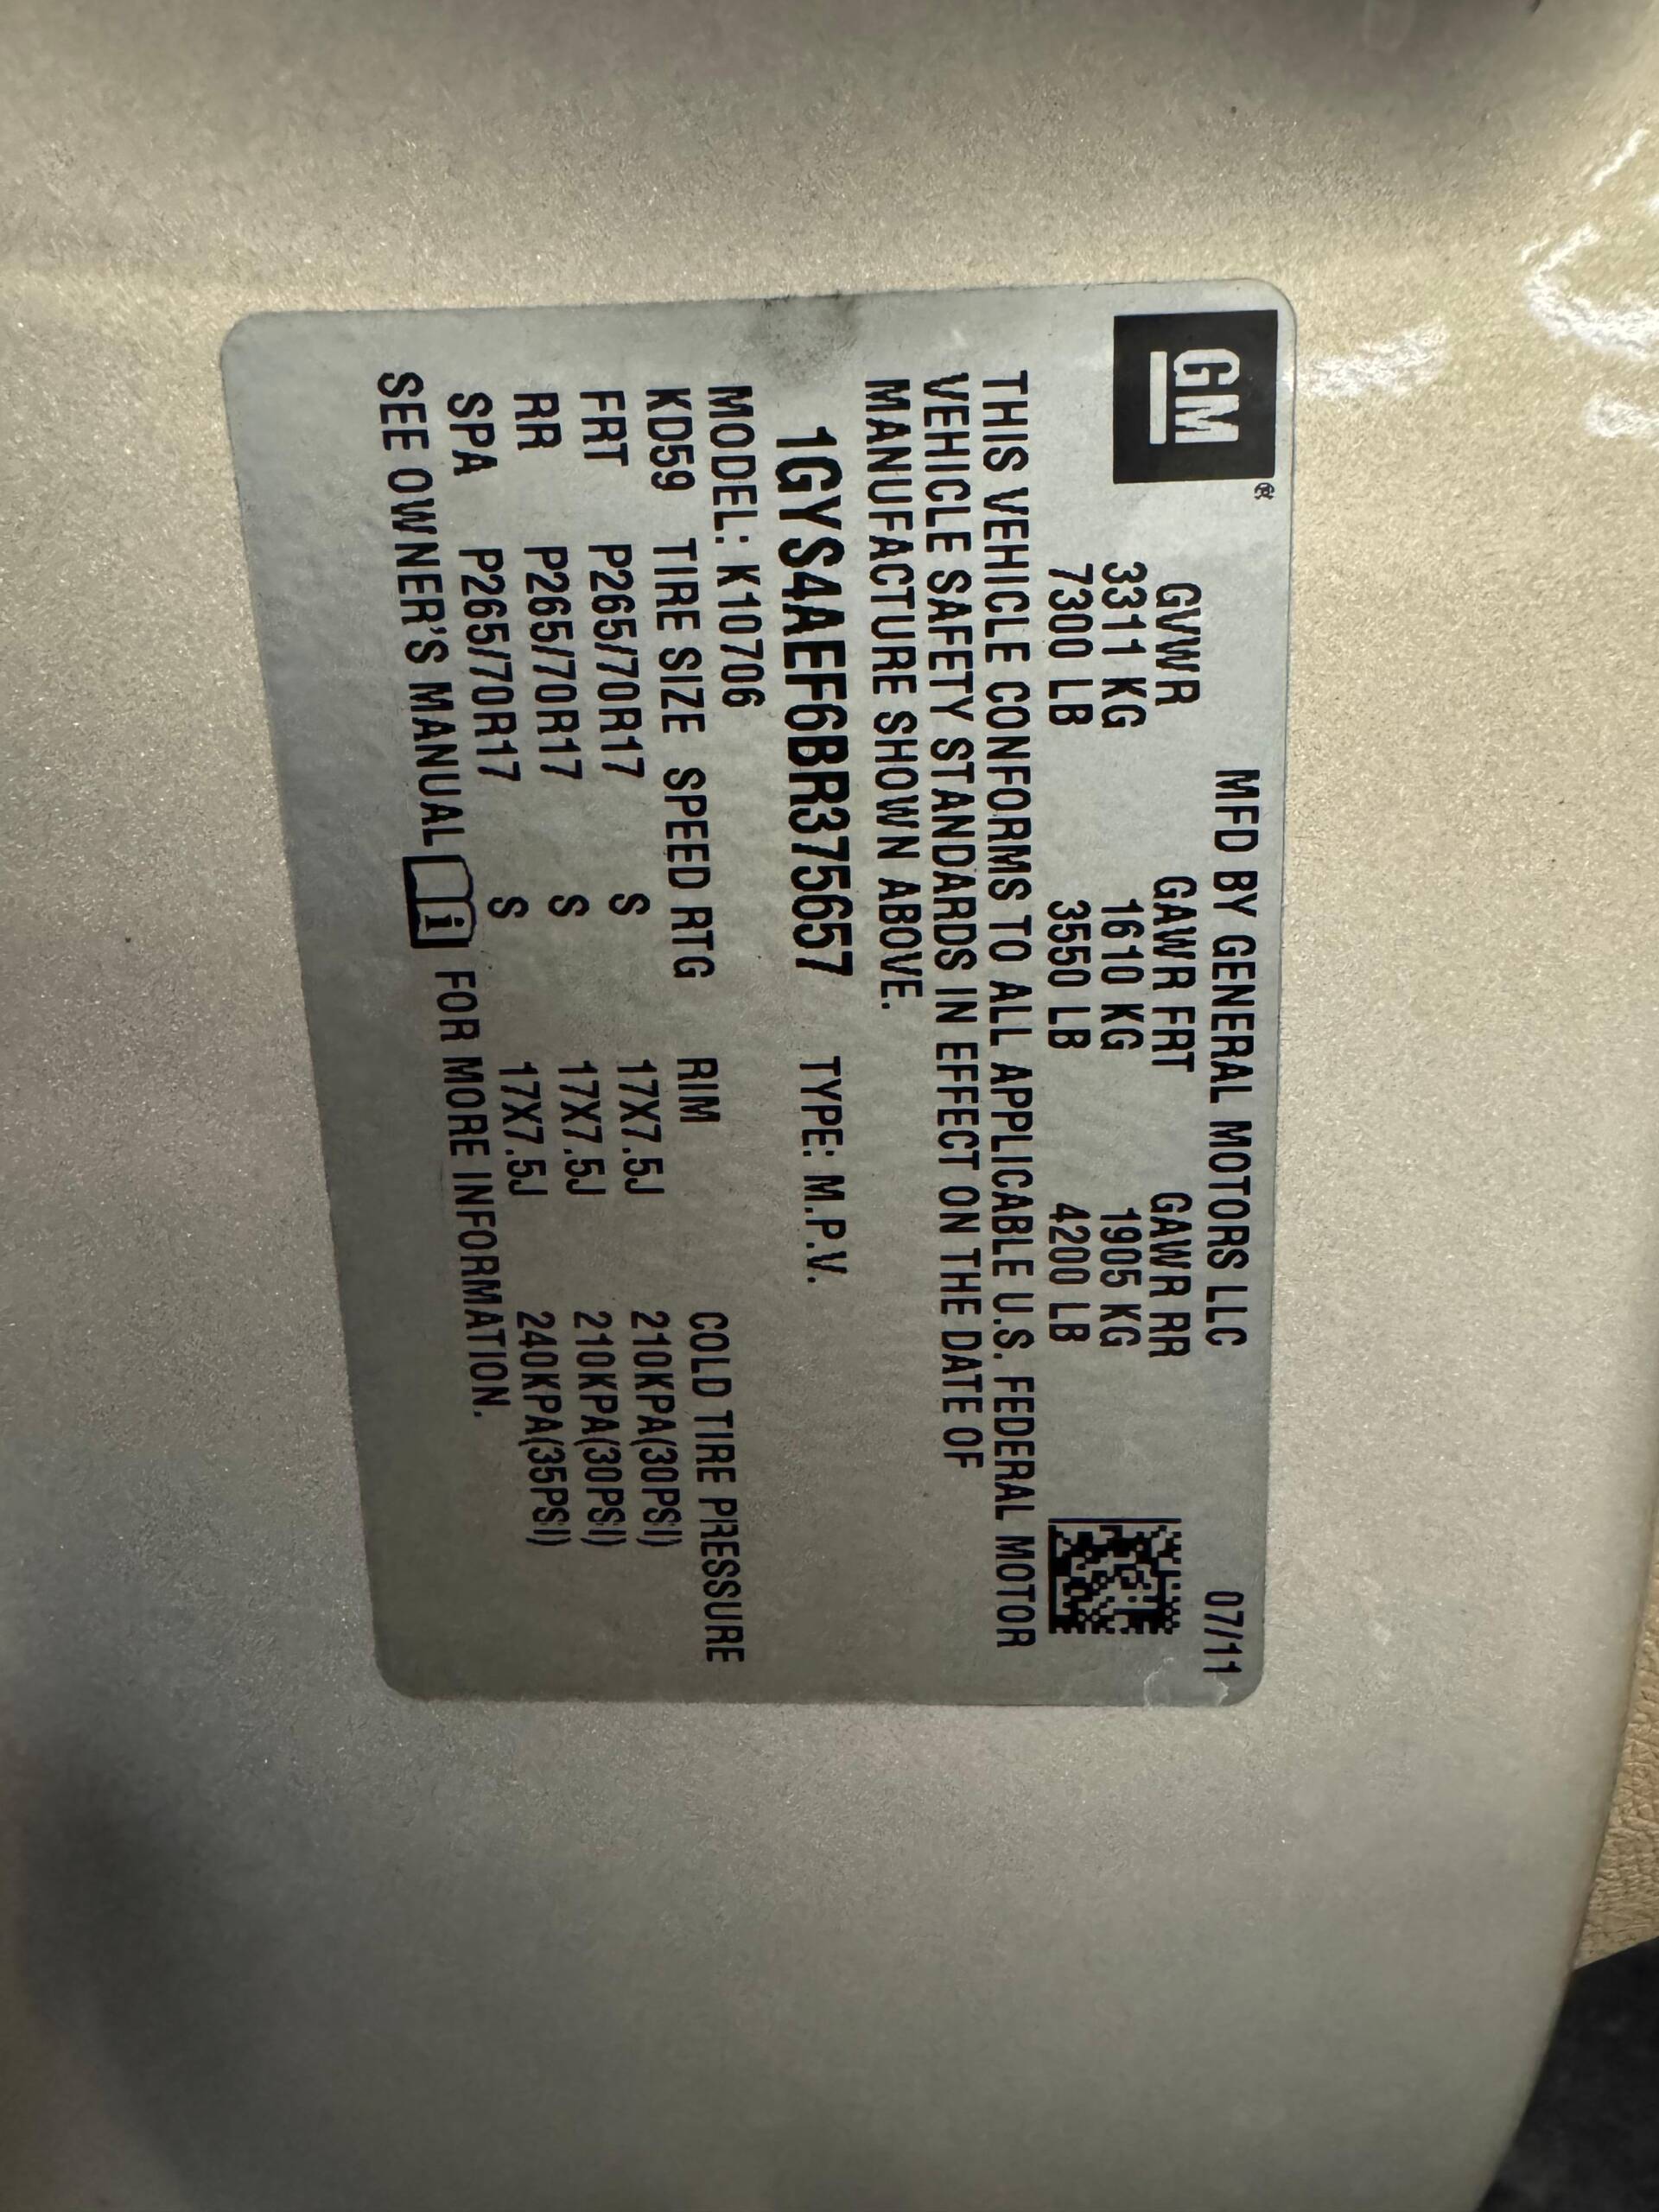 GM®
MFD BY GENERAL MOTORS LLC 07/11
GVWR GAWR FRT GAWR RR
3311 KG 1610 KG 1905 KG
7300 LB 3550 LB 4200 LB
THIS VEHICLE CONFORMS TO ALL APPLICABLE U.S. FEDERAL MOTOR
VEHICLE SAFETY STANDARDS IN EFFECT ON THE DATE OF
MANUFACTURE SHOWN ABOVE.
1GYS4AEF6BR375657 TYPE: M.P.V.
MODEL: K10706
KD59 TIRE SIZE SPEED RTG RIM COLD TIRE PRESSURE
FRT P265/70R17 S 17X7.5J 210KPA(30PSI)
RR P265/70R17 S 17X7.5J 210KPA(30PSI)
SPA P265/70R17 S 17X7.5J 240KPA(35PSI)
SEE OWNER'S MANUAL i FOR MORE INFORMATION.